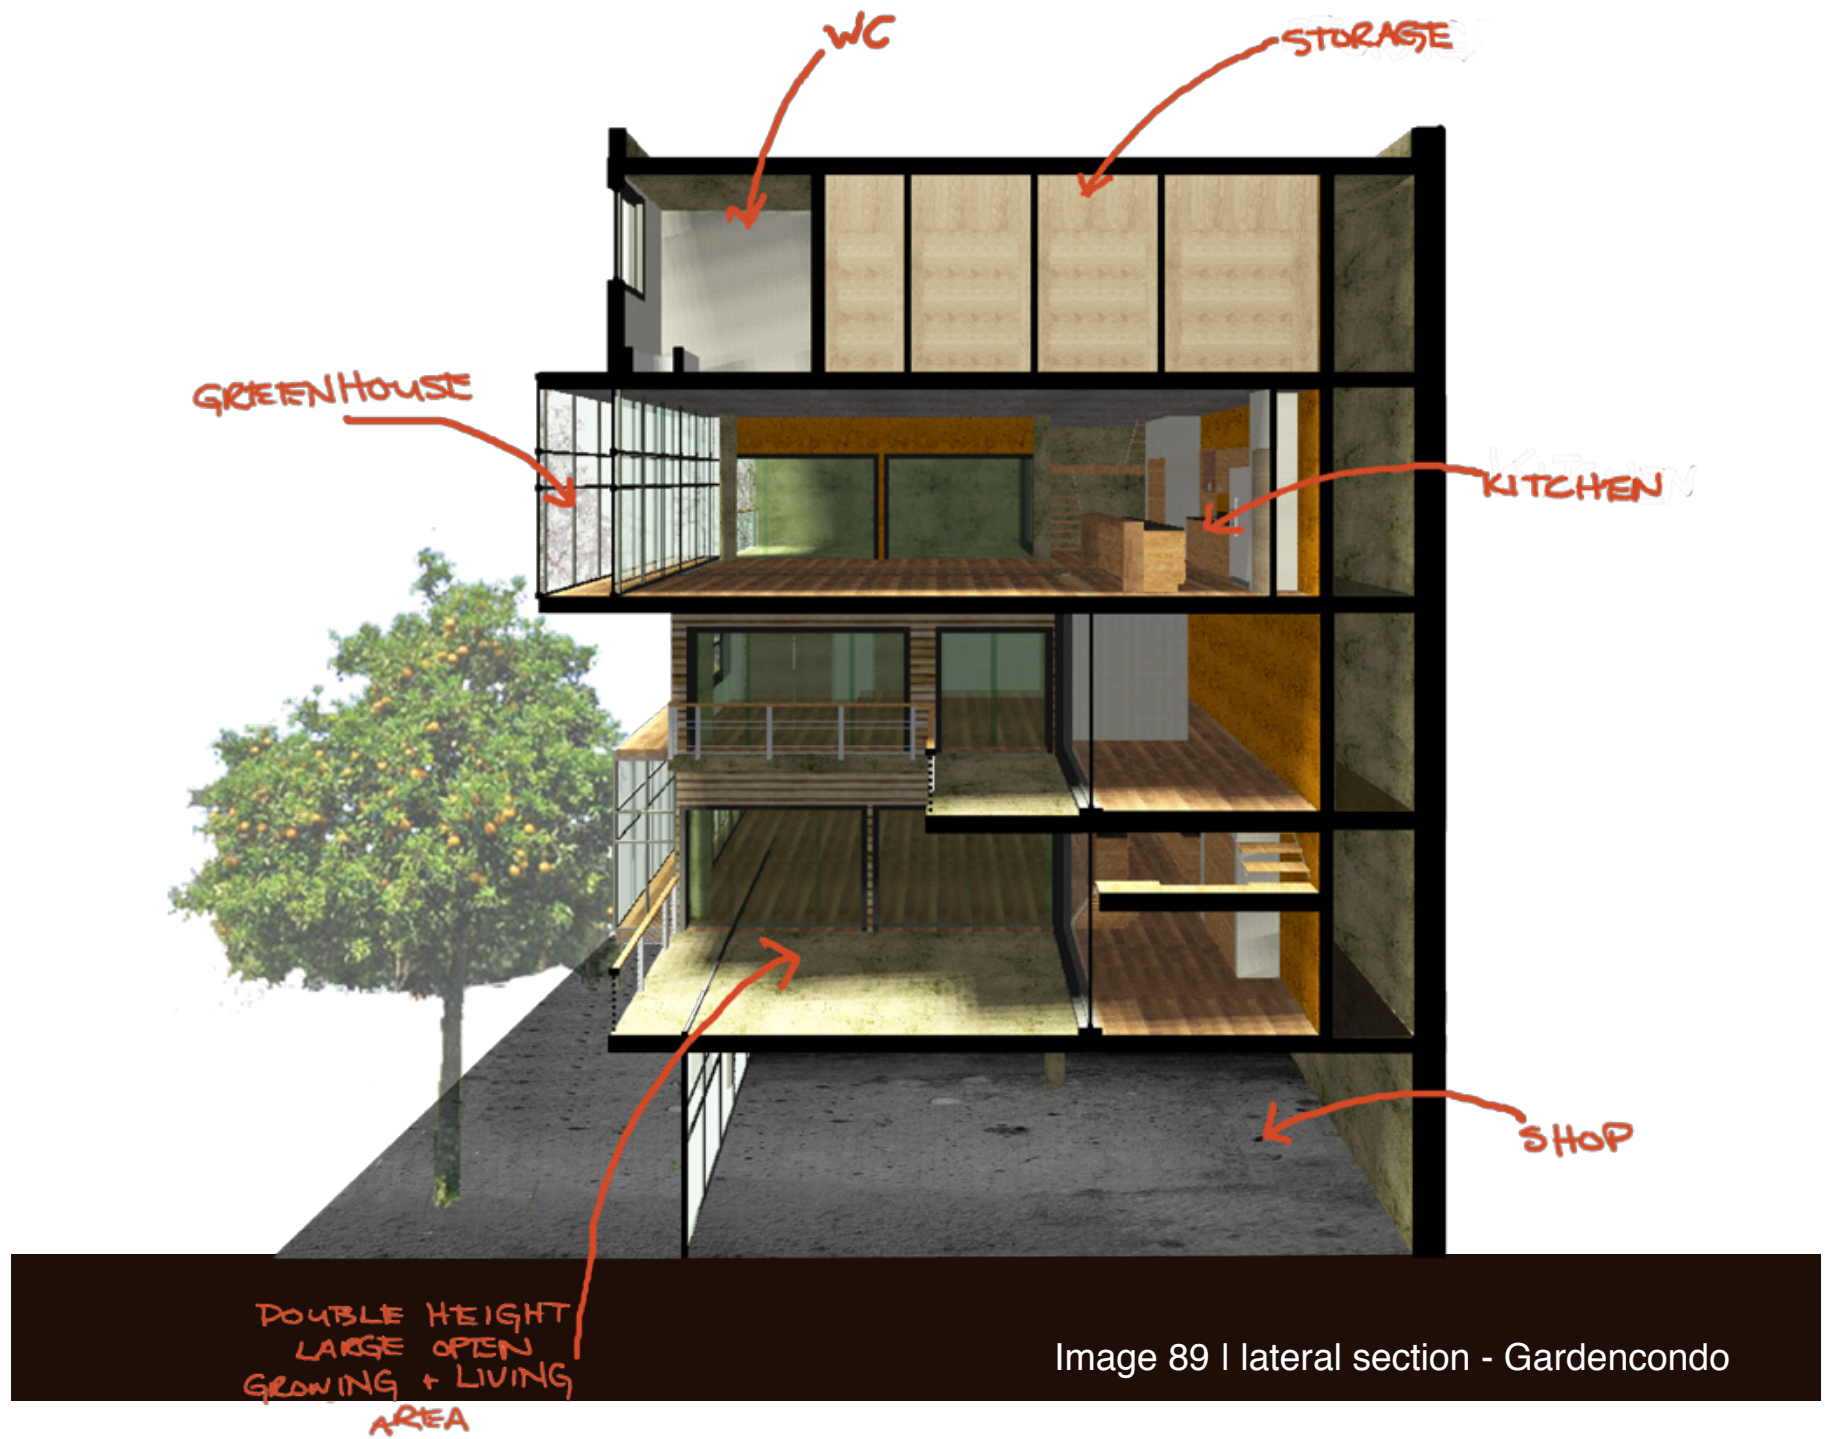 WC
STORAGE
GREENHOUSE
KITCHEN
SHOP
DOUBLE HEIGHT
LARGE OPEN
GROWING + LIVING
AREA
Image 89 | lateral section - Gardencondo